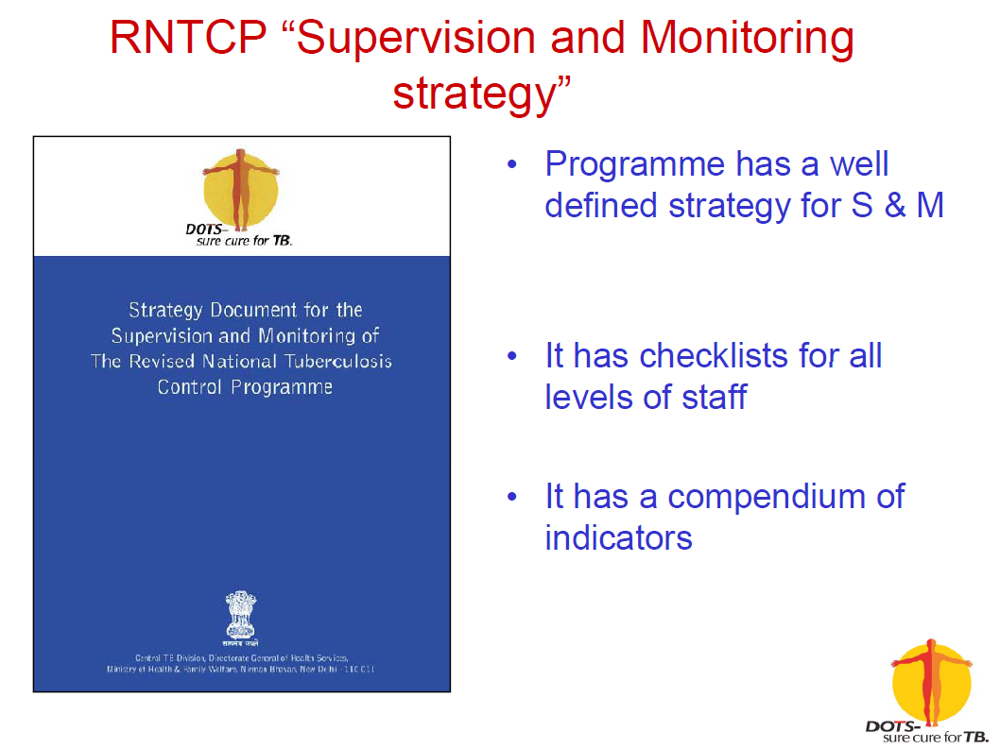 RNTCP “Supervision and Monitoring
strategy”
DOTS–
sure cure for TB.
Strategy Document for the
Supervision and Monitoring of
The Revised National Tuberculosis
Control Programme
सत्यमेव जयते
Central TB Division, Directorate General of Health Services,
Ministry of Health & Family Welfare, Nirman Bhavan, New Delhi - 110 011
• Programme has a well
defined strategy for S & M
• It has checklists for all
levels of staff
• It has a compendium of
indicators
DOTS-
sure cure for TB.